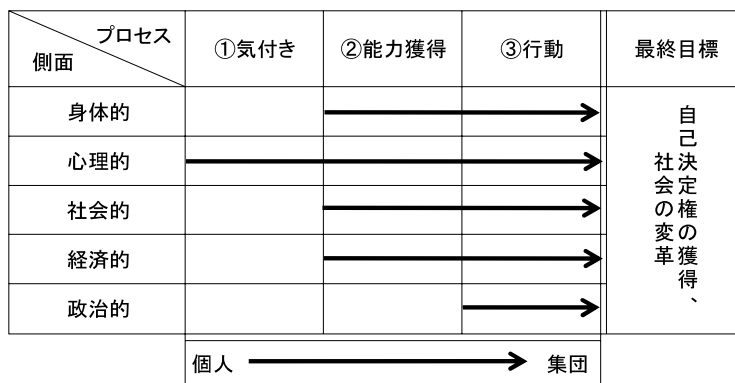 プロセス
側面
①気付き
②能力獲得
③行動
最終目標
身体的
心理的
社会的
経済的
政治的
自己決定権の獲得、
社会の変革
個人
集団